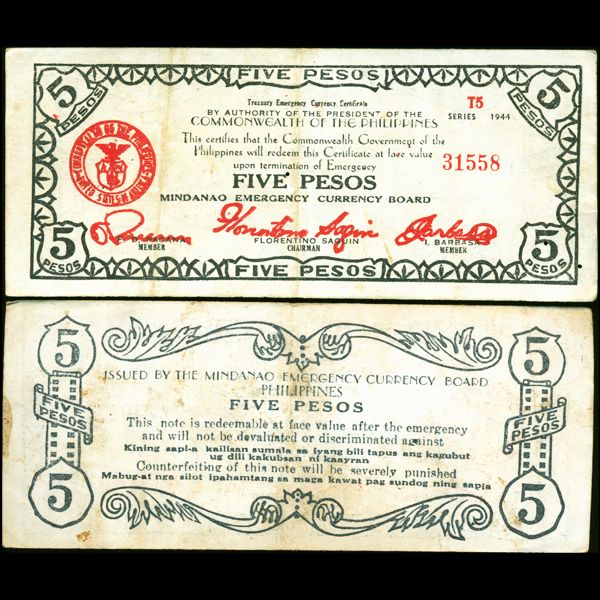 FIVE PESOS
5 PESOS
5 PESOS
Treasury Emergency Currency Certificate
T5
BY AUTHORITY OF THE PRESIDENT OF THE
SERIES 1944
COMMONWEALTH OF THE PHILIPPINES
This certifies that the Commonwealth Government of the
Philippines will redeem this Certificate at face value
31558
upon termination of Emergency
FIVE PESOS
MINDANAO EMERGENCY CURRENCY BOARD
Florentino Saguin
FLORENTINO SAGUIN
I. BARBASA
MEMBER
CHAIRMAN
MEMBER
5 PESOS
5 PESOS
FIVE PESOS
5
5
ISSUED BY THE MINDANAO EMERGENCY CURRENCY BOARD
PHILIPPINES
FIVE PESOS
FIVE PESOS
FIVE PESOS
This note is redeemable at face value after the emergency
and will not be devaluated or discriminated against
Kining sapi-a kailisan sumala sa iyang bili tapus ang kagubut
ug dili kakubsan ni kaayran
Counterfeiting of this note will be severely punished
Mabug-at nga silot ipahamtang sa maga kawat pag sundog ning sapia
5
5